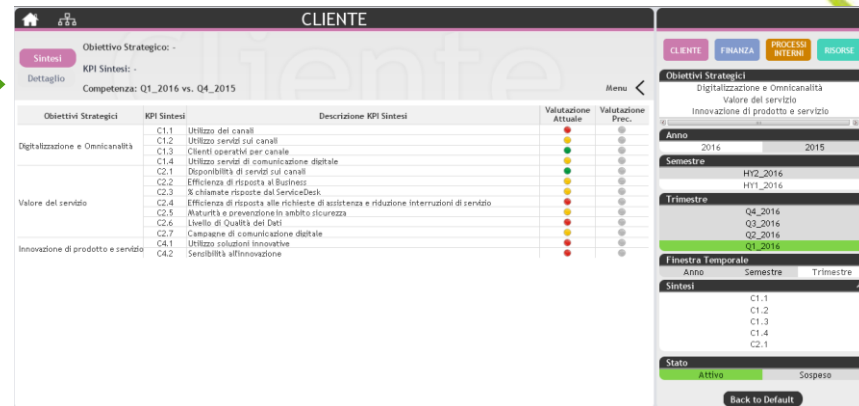 CLIENTE
Cliente
Sintesi
Dettaglio
Obiettivo Strategico: -
KPI Sintesi: -
Competenza: Q1_2016 vs. Q4_2015
Menu
Obiettivi Strategici KPI Sintesi Descrizione KPI Sintesi Valutazione Attuale Valutazione Prec.
Digitalizzazione e Omnicanalità
C1.1 Utilizzo dei canali
C1.2 Utilizzo servizi sui canali
C1.3 Clienti operativi per canale
C1.4 Utilizzo servizi di comunicazione digitale
Valore del servizio
C2.1 Disponibilità di servizi sui canali
C2.2 Efficienza di risposta al Business
C2.3 % chiamate risposte dal ServiceDesk
C2.4 Efficienza di risposta alle richieste di assistenza e riduzione interruzioni di servizio
C2.5 Maturità e prevenzione in ambito sicurezza
C2.6 Livello di Qualità dei Dati
C2.7 Campagne di comunicazione digitale
Innovazione di prodotto e servizio
C4.1 Utilizzo soluzioni innovative
C4.2 Sensibilità all'innovazione
CLIENTE FINANZA PROCESSI INTERNI RISORSE
Obiettivi Strategici
Digitalizzazione e Omnicanalità
Valore del servizio
Innovazione di prodotto e servizio
Anno
2016 2015
Semestre
HY2_2016
HY1_2016
Trimestre
Q4_2016
Q3_2016
Q2_2016
Q1_2016
Finestra Temporale
Anno Semestre Trimestre
Sintesi
C1.1
C1.2
C1.3
C1.4
C2.1
Stato
Attivo Sospeso
Back to Default